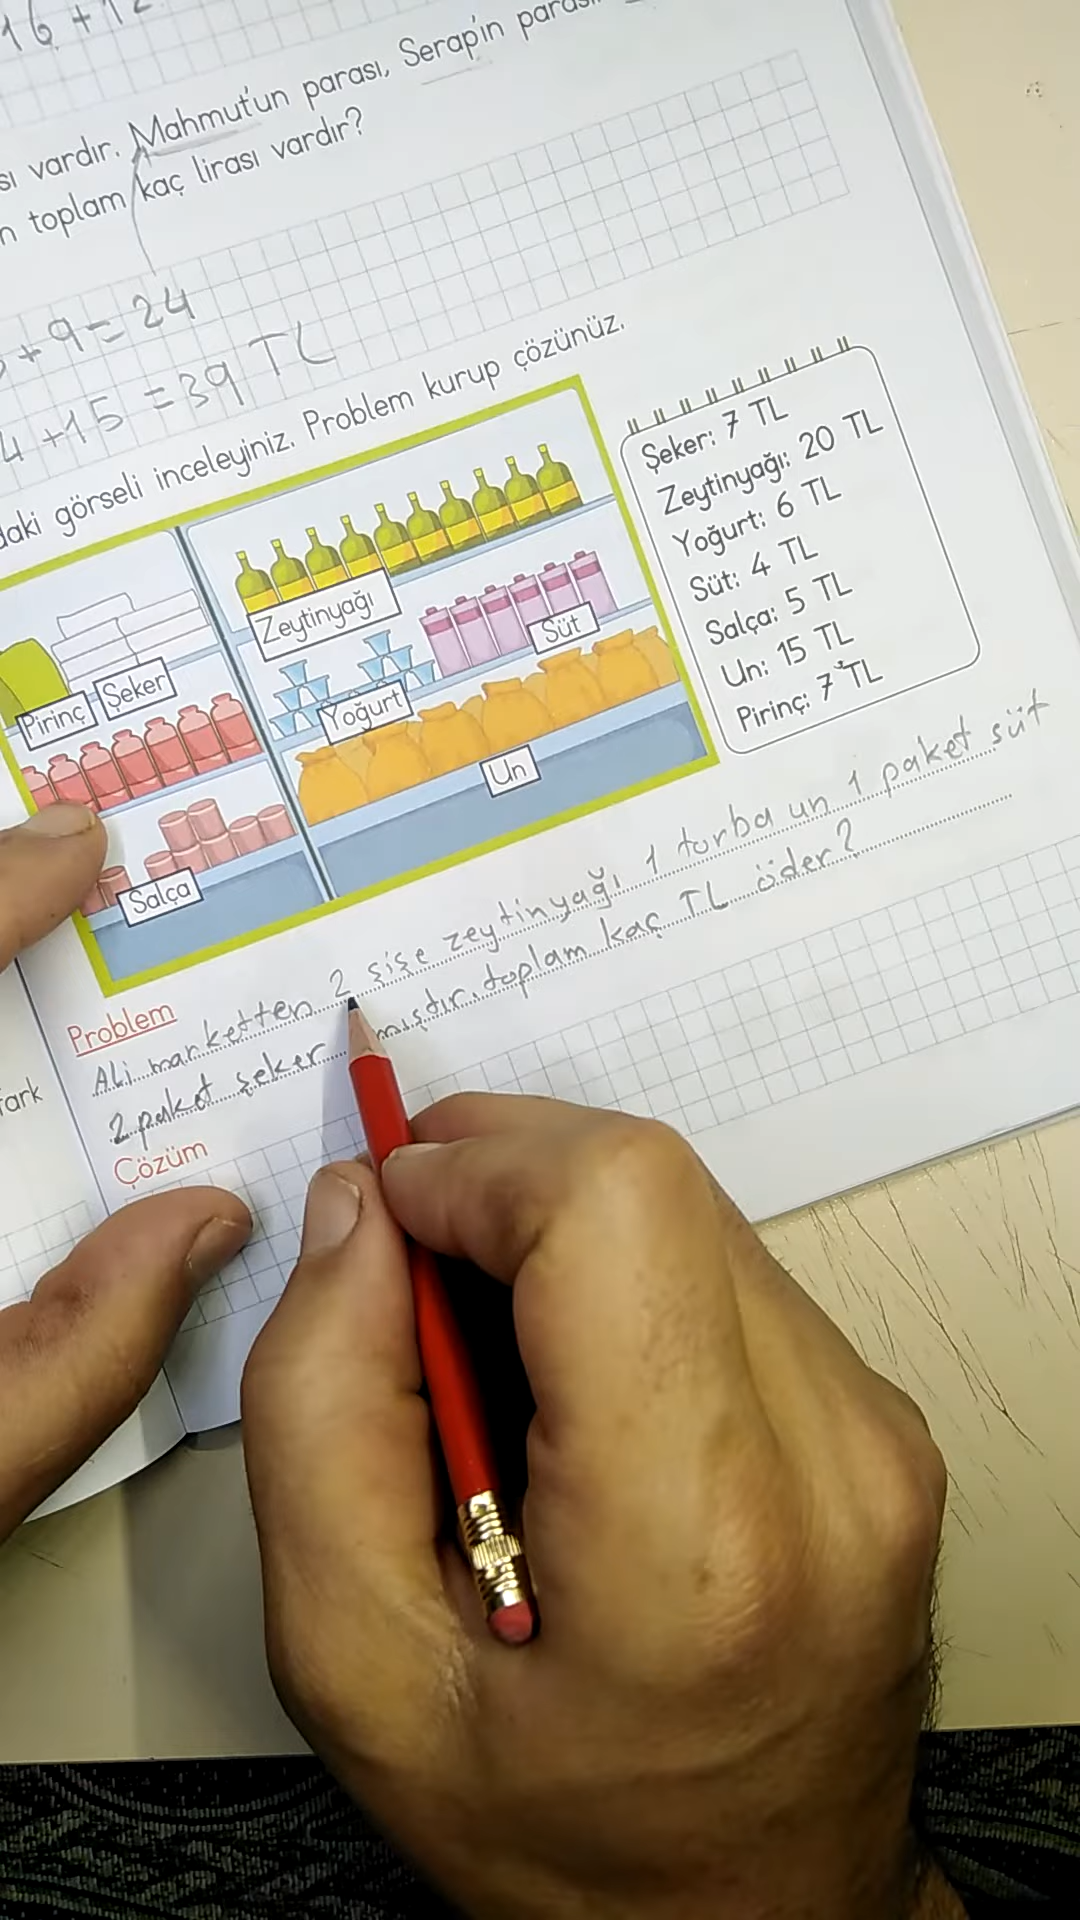 16 + 12
sı vardır. Mahmut'un parası, Serap'ın parası
n toplam kaç lirası vardır?
+ 9 = 24
4 + 15 = 39 TL
daki görseli inceleyiniz. Problem kurup çözünüz.
Zeytinyağı
Süt
Pirinç
Şeker
Yoğurt
Un
Salça
Şeker: 7 TL
Zeytinyağı: 20 TL
Yoğurt: 6 TL
Süt: 4 TL
Salça: 5 TL
Un: 15 TL
Pirinç: 7 TL
Problem
Ali marketten 2 şişe zeytinyağı 1 torba un 1 paket süt
2 paket şeker mıştır. toplam kaç TL öder?
Çözüm
fark